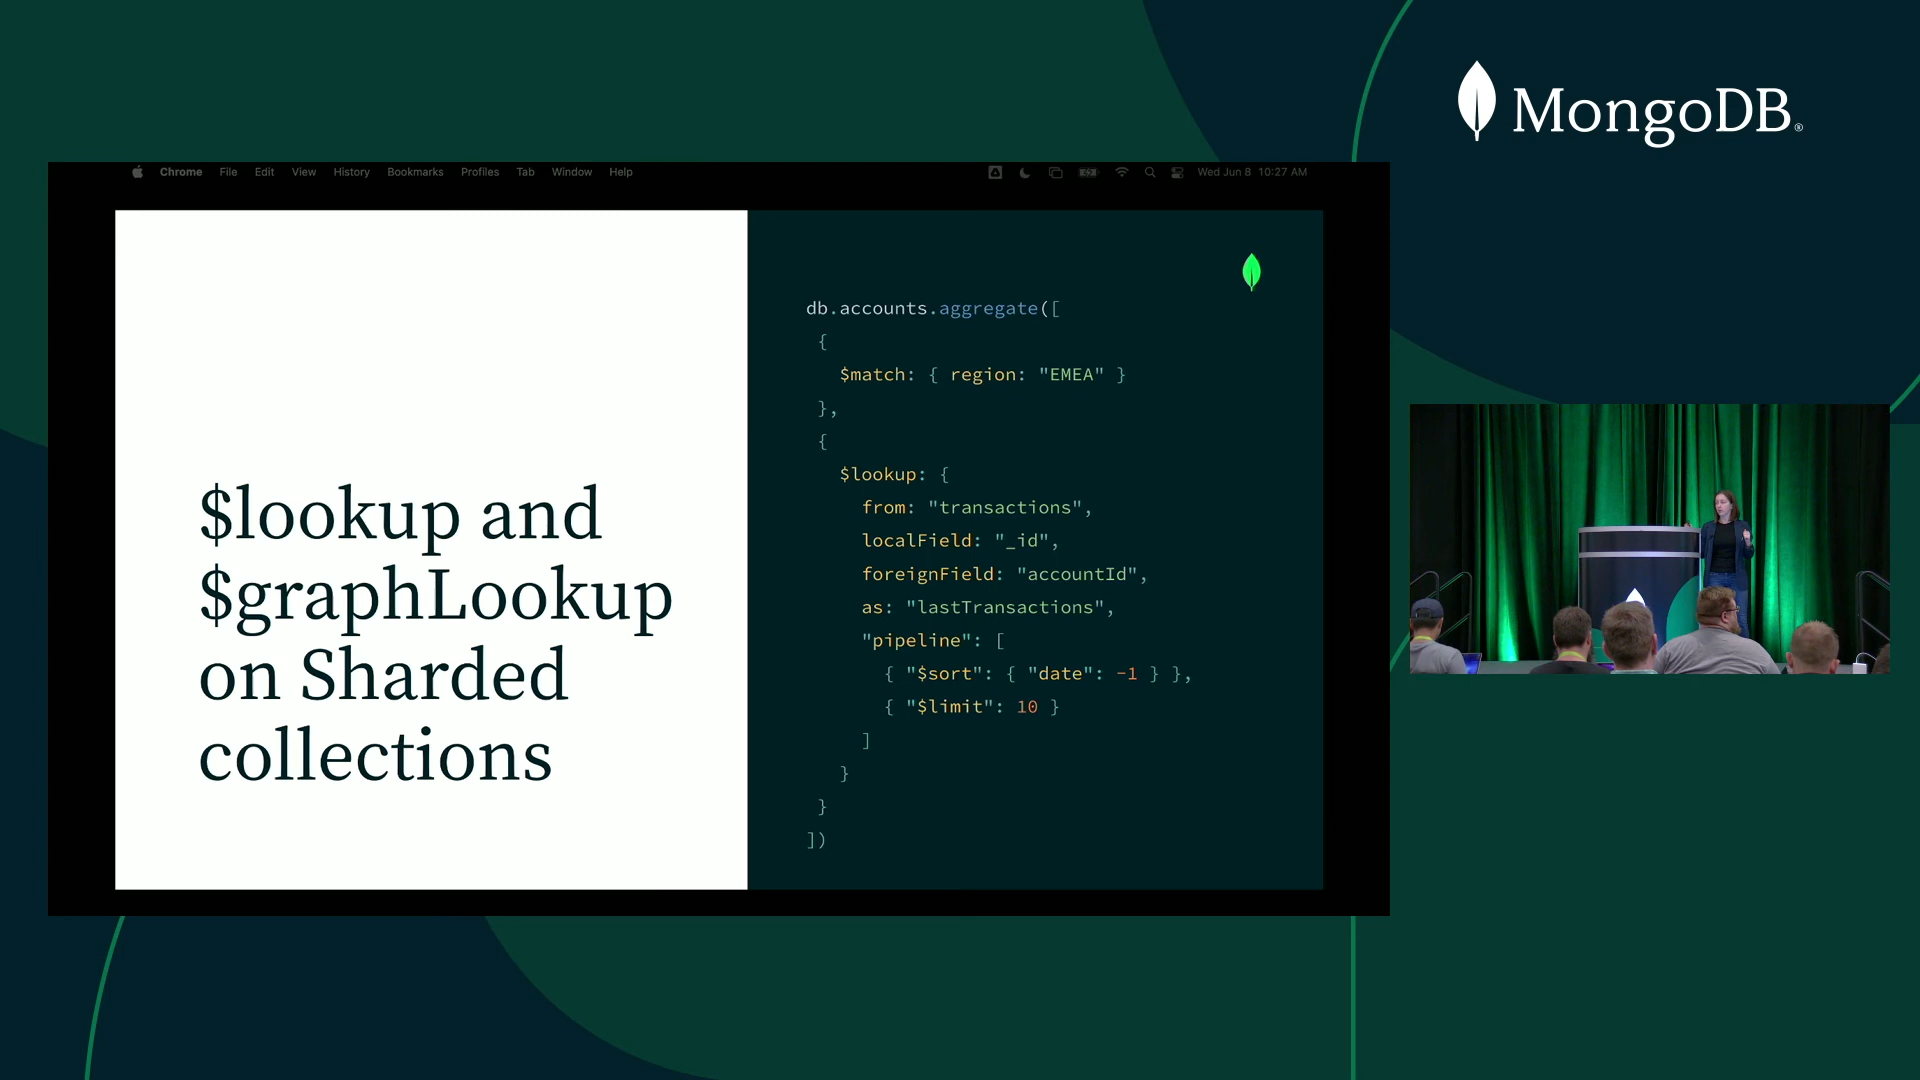 MongoDB®
Chrome File Edit View History Bookmarks Profiles Tab Window Help Wed Jun 8 10:27 AM
$lookup and
$graphLookup
on Sharded
collections
db.accounts.aggregate([
{
$match: { region: "EMEA" }
},
{
$lookup: {
from: "transactions",
localField: "_id",
foreignField: "accountId",
as: "lastTransactions",
"pipeline": [
{ "$sort": { "date": -1 } },
{ "$limit": 10 }
]
}
}
])